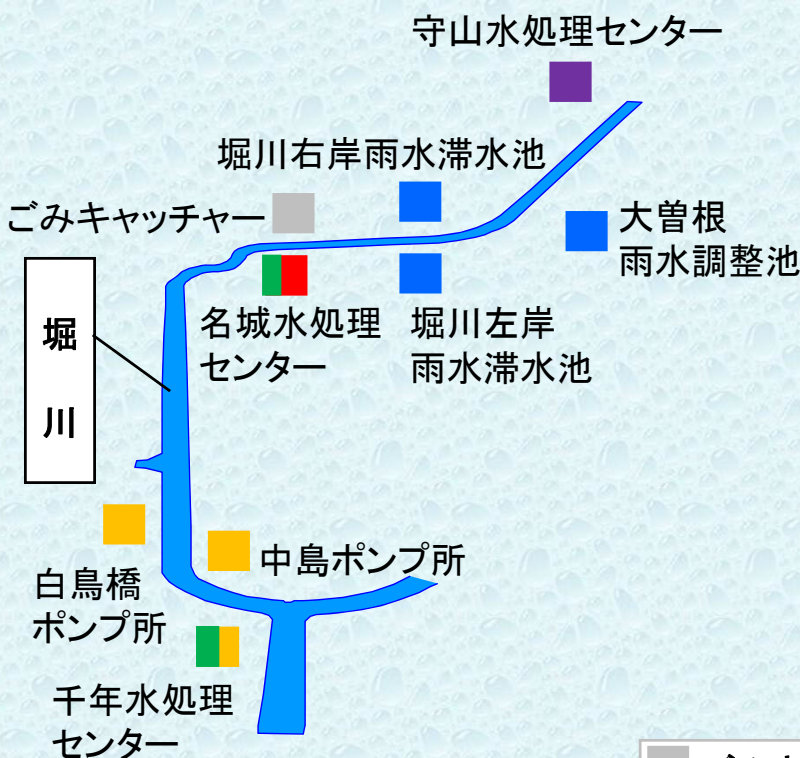 守山水処理センター
堀川右岸雨水滞水池
ごみキャッチャー
大曽根
雨水調整池
名城水処理
センター
堀川左岸
雨水滞水池
堀
川
中島ポンプ所
白鳥橋
ポンプ所
千年水処理
センター